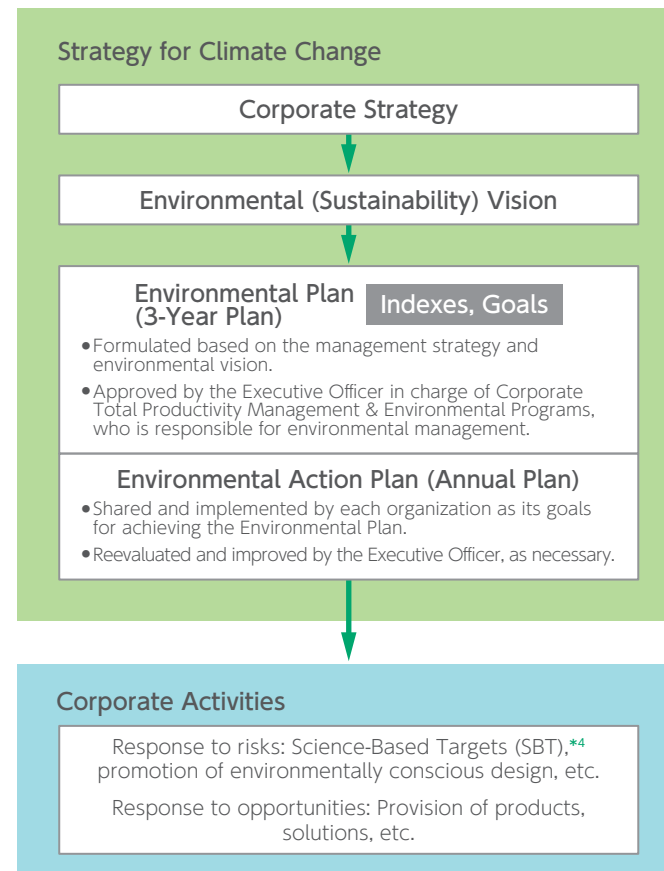 Strategy for Climate Change
Corporate Strategy
Environmental (Sustainability) Vision
Environmental Plan
(3-Year Plan)
Indexes, Goals
•Formulated based on the management strategy and
environmental vision.
•Approved by the Executive Officer in charge of Corporate
Total Productivity Management & Environmental Programs,
who is responsible for environmental management.
Environmental Action Plan (Annual Plan)
•Shared and implemented by each organization as its goals
for achieving the Environmental Plan.
•Reevaluated and improved by the Executive Officer, as necessary.
Corporate Activities
Response to risks: Science-Based Targets (SBT),*4
promotion of environmentally conscious design, etc.
Response to opportunities: Provision of products,
solutions, etc.